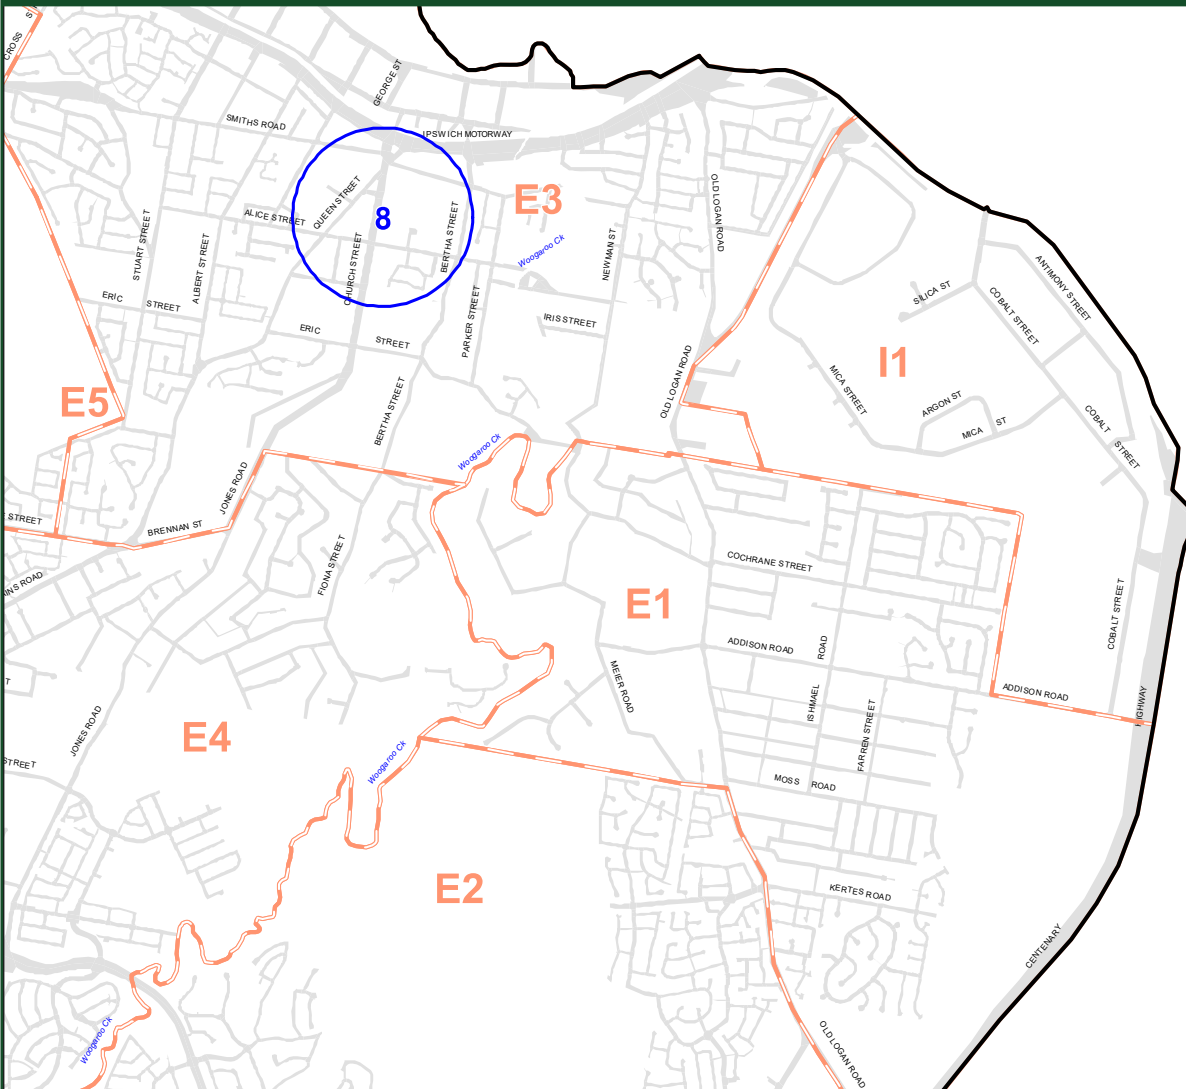 CROSS
S
GEORGE ST
SMITHS ROAD
IPSWICH MOTORWAY
QUEEN STREET
ALICE STREET
8
E3
BERTHA STREET
CHURCH STREET
STUART STREET
ALBERT STREET
Woogaroo Ck
NEWMAN ST
OLD LOGAN ROAD
ERIC STREET
ERIC STREET
PARKER STREET
IRIS STREET
SILICA ST
COBALT STREET
ANTIMONY STREET
I1
MICA STREET
ARGON ST
MICA ST
COBALT STREET
OLD LOGAN ROAD
E5
BERTHA STREET
Woogaroo Ck
JONES ROAD
STREET
BRENNAN ST
FIONA STREET
INS ROAD
COCHRANE STREET
E1
COBALT STREET
ADDISON ROAD
ISHMAEL ROAD
MEIER ROAD
FARREN STREET
ADDISON ROAD
HIGHWAY
T
JONES ROAD
E4
Woogaroo Ck
STREET
MOSS ROAD
E2
KERTES ROAD
CENTENARY
Woogaroo Ck
OLD LOGAN ROAD